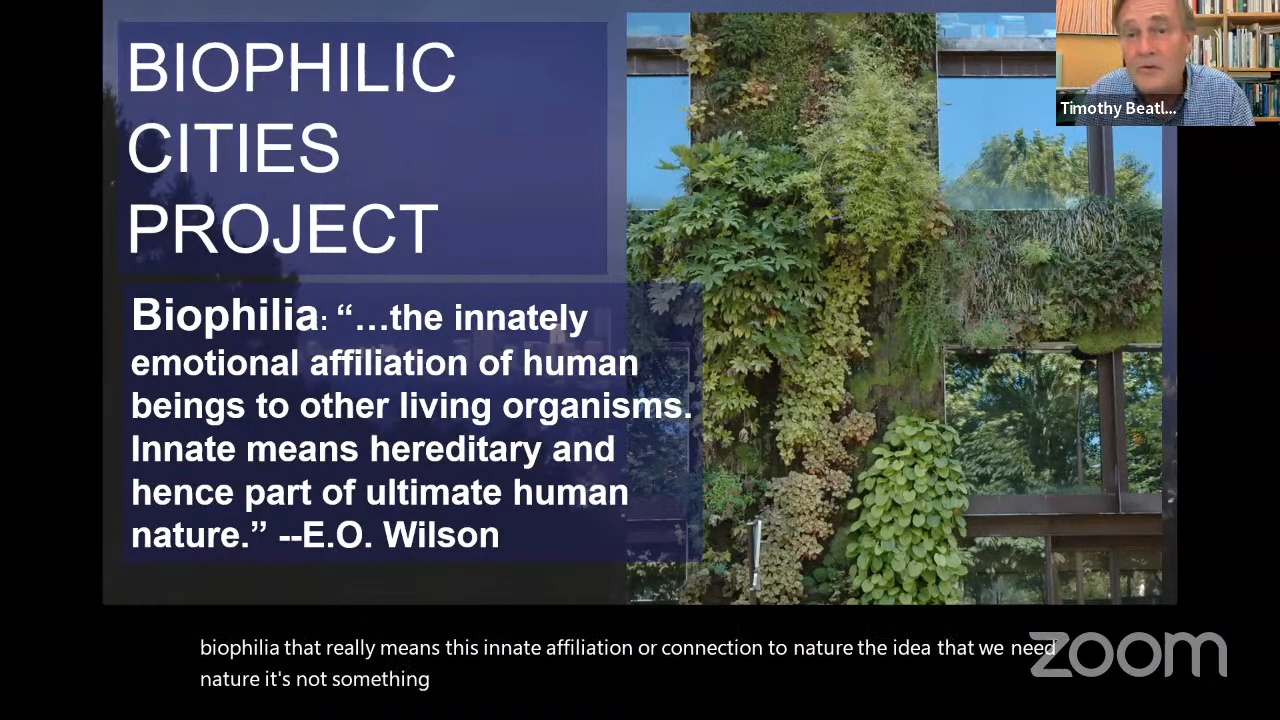 BIOPHILIC
CITIES
PROJECT
Timothy Beatl...
Biophilia: “…the innately
emotional affiliation of human
beings to other living organisms.
Innate means hereditary and
hence part of ultimate human
nature.” --E.O. Wilson
biophilia that really means this innate affiliation or connection to nature the idea that we need
nature it's not something
zoom